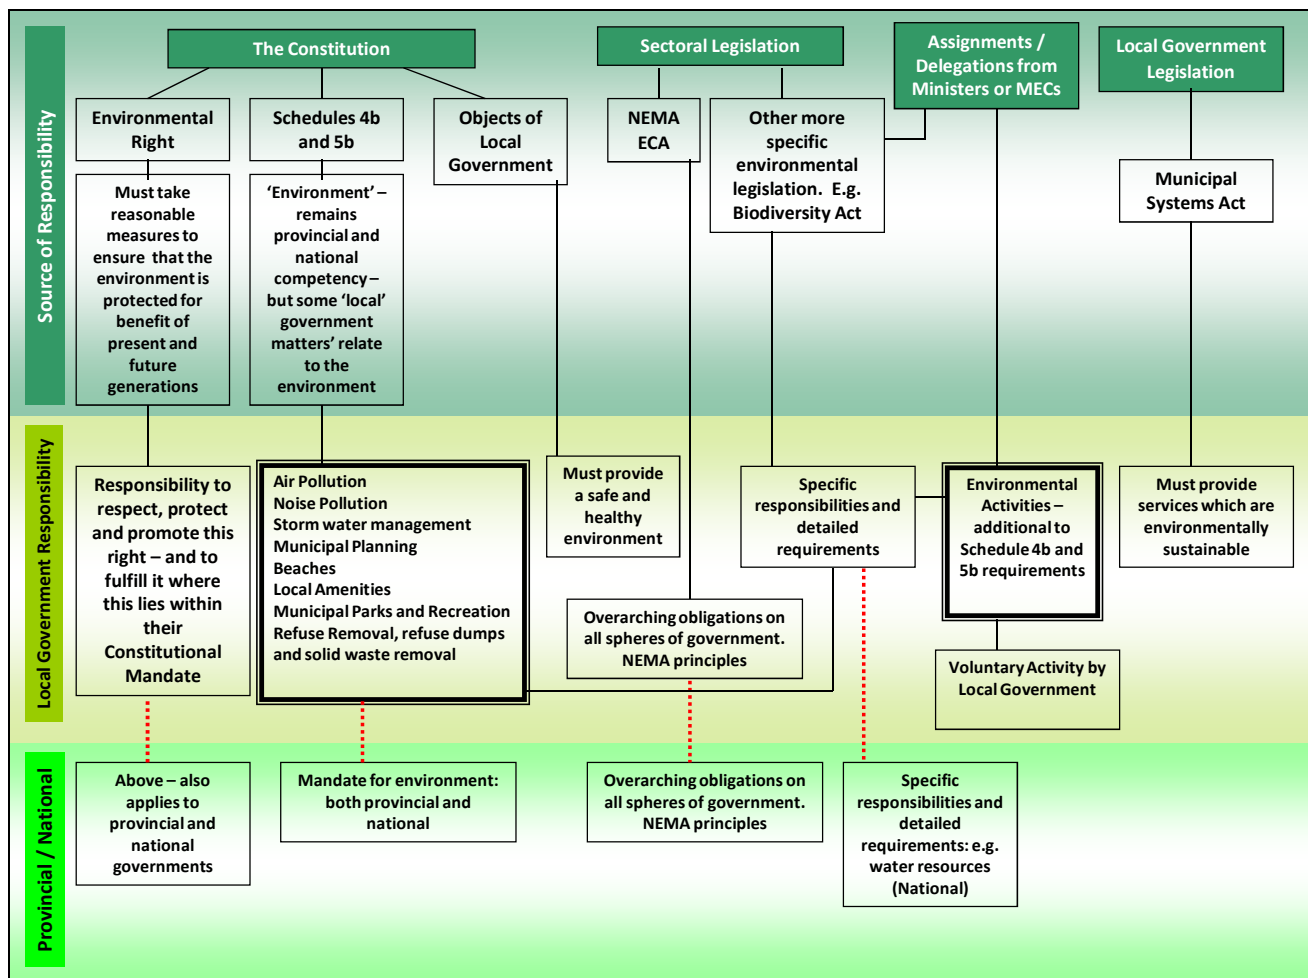 The Constitution
Sectoral Legislation
Assignments /
Delegations from
Ministers or MECs
Local Government
Legislation
Source of Responsibility
Environmental
Right
Schedules 4b
and 5b
Objects of
Local
Government
NEMA
ECA
Other more
specific
environmental
legislation.  E.g.
Biodiversity Act
Municipal
Systems Act
Must take
reasonable
measures to
ensure  that the
environment is
protected for
benefit of
present and
future
generations
‘Environment’ –
remains
provincial and
national
competency –
but some ‘local’
government
matters’ relate
to the
environment
Local Government Responsibility
Responsibility to
respect, protect
and promote this
right – and to
fulfill it where
this lies within
their
Constitutional
Mandate
Air Pollution
Noise Pollution
Storm water management
Municipal Planning
Beaches
Local Amenities
Municipal Parks and Recreation
Refuse Removal, refuse dumps
and solid waste removal
Must provide
a safe and
healthy
environment
Overarching obligations on
all spheres of government.
NEMA principles
Specific
responsibilities and
detailed
requirements
Environmental
Activities –
additional to
Schedule 4b and
5b requirements
Must provide
services which are
environmentally
sustainable
Voluntary Activity by
Local Government
Provincial / National
Above – also
applies to
provincial and
national
governments
Mandate for environment:
both provincial and
national
Overarching obligations on
all spheres of government.
NEMA principles
Specific
responsibilities and
detailed
requirements: e.g.
water resources
(National)